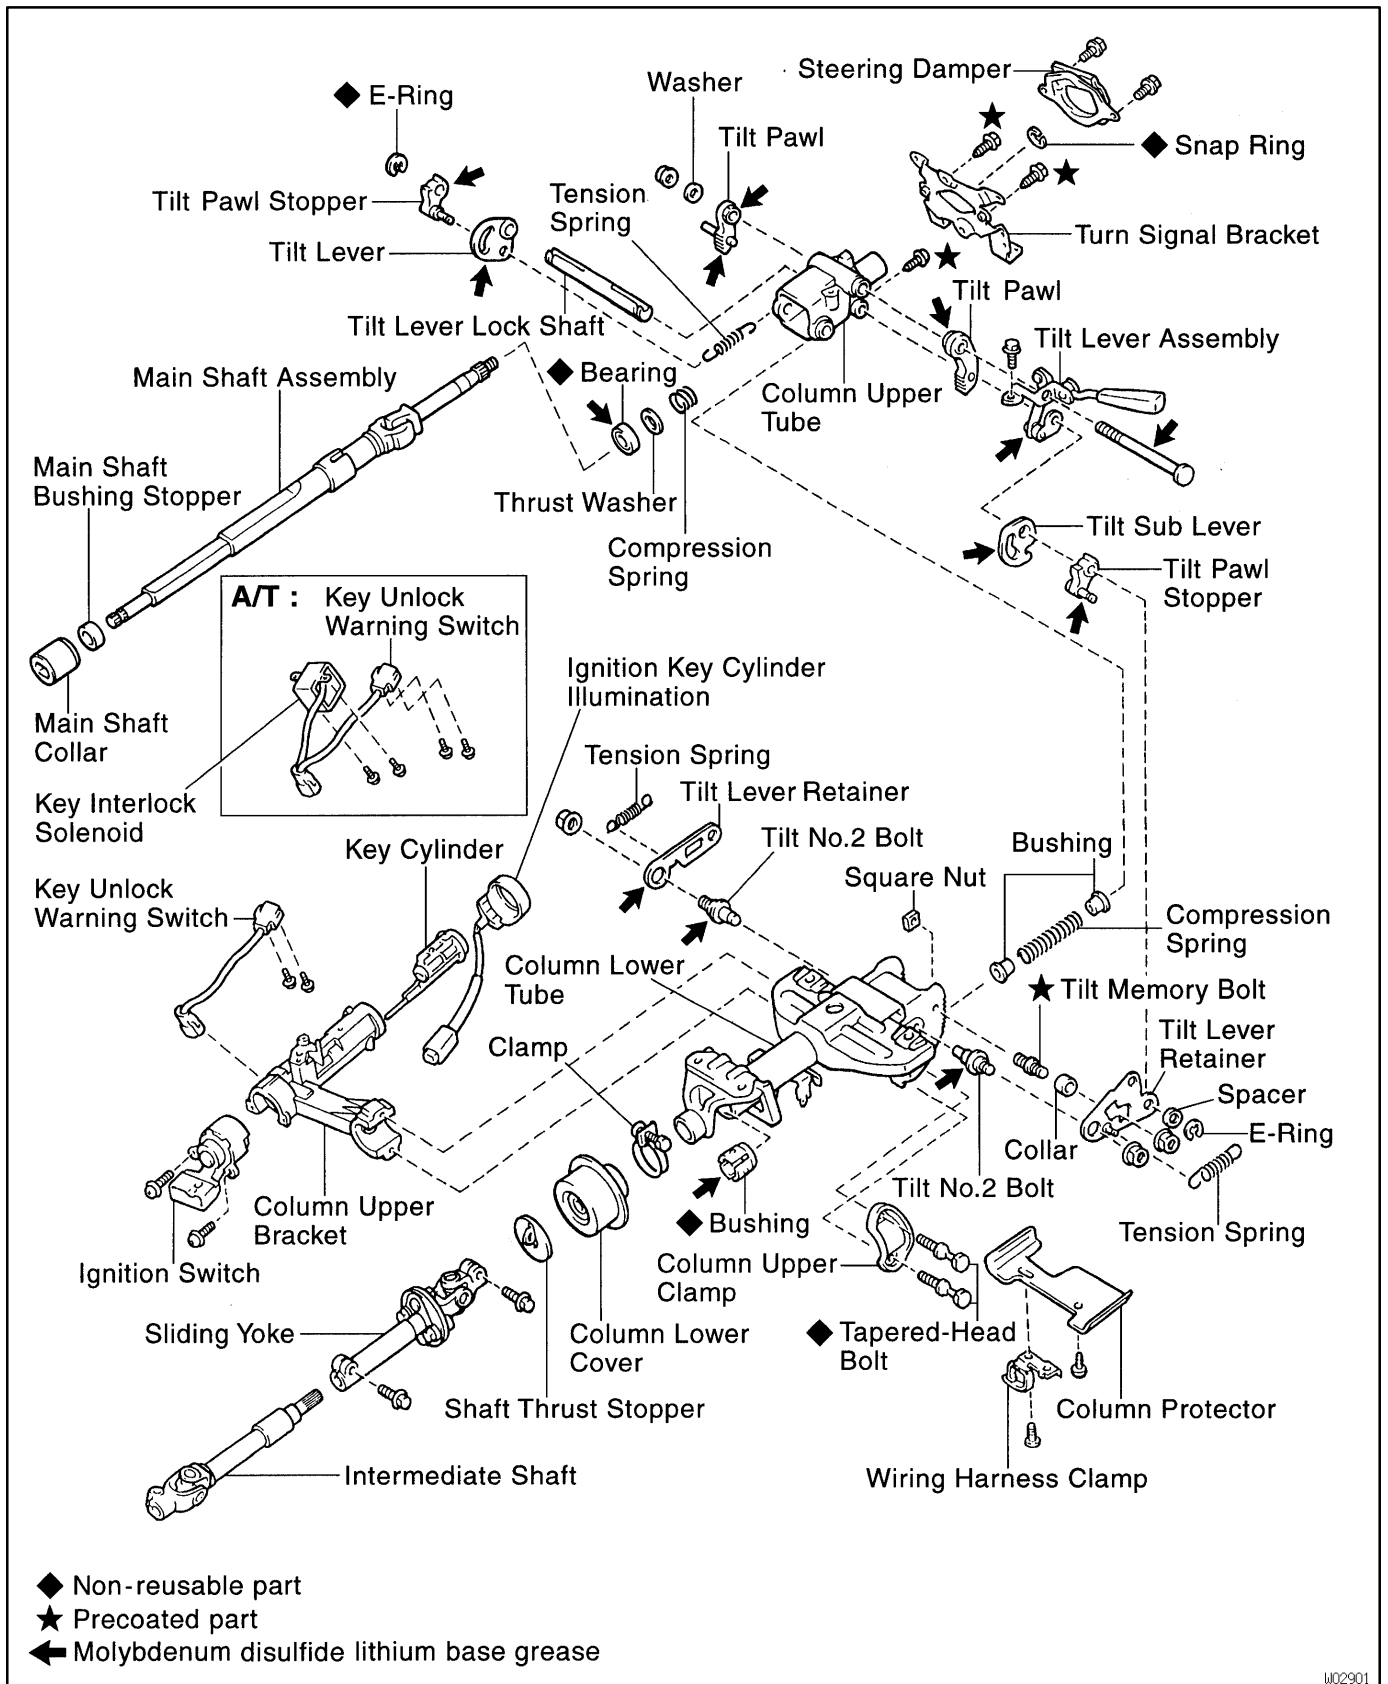 Steering Damper
Washer
◆ E-Ring
Tilt Pawl
◆ Snap Ring
Tension
Spring
Tilt Pawl Stopper
Turn Signal Bracket
Tilt Lever
Tilt Pawl
Tilt Lever Lock Shaft
Tilt Lever Assembly
◆ Bearing
Main Shaft Assembly
Column Upper
Tube
Main Shaft
Bushing Stopper
Thrust Washer
Tilt Sub Lever
Compression
Spring
Tilt Pawl
Stopper
A/T :
Key Unlock
Warning Switch
Ignition Key Cylinder
Illumination
Main Shaft
Collar
Tension Spring
Tilt Lever Retainer
Key Interlock
Solenoid
Tilt No.2 Bolt
Bushing
Key Cylinder
Square Nut
Key Unlock
Warning Switch
Compression
Spring
Column Lower
Tube
★ Tilt Memory Bolt
Tilt Lever
Retainer
Clamp
Spacer
E-Ring
Collar
Tilt No.2 Bolt
Column Upper
Bracket
◆ Bushing
Tension Spring
Ignition Switch
Column Upper
Clamp
Sliding Yoke
Column Lower
Cover
◆ Tapered-Head
Bolt
Shaft Thrust Stopper
Column Protector
Intermediate Shaft
Wiring Harness Clamp
◆ Non-reusable part
★ Precoated part
Molybdenum disulfide lithium base grease
W02901